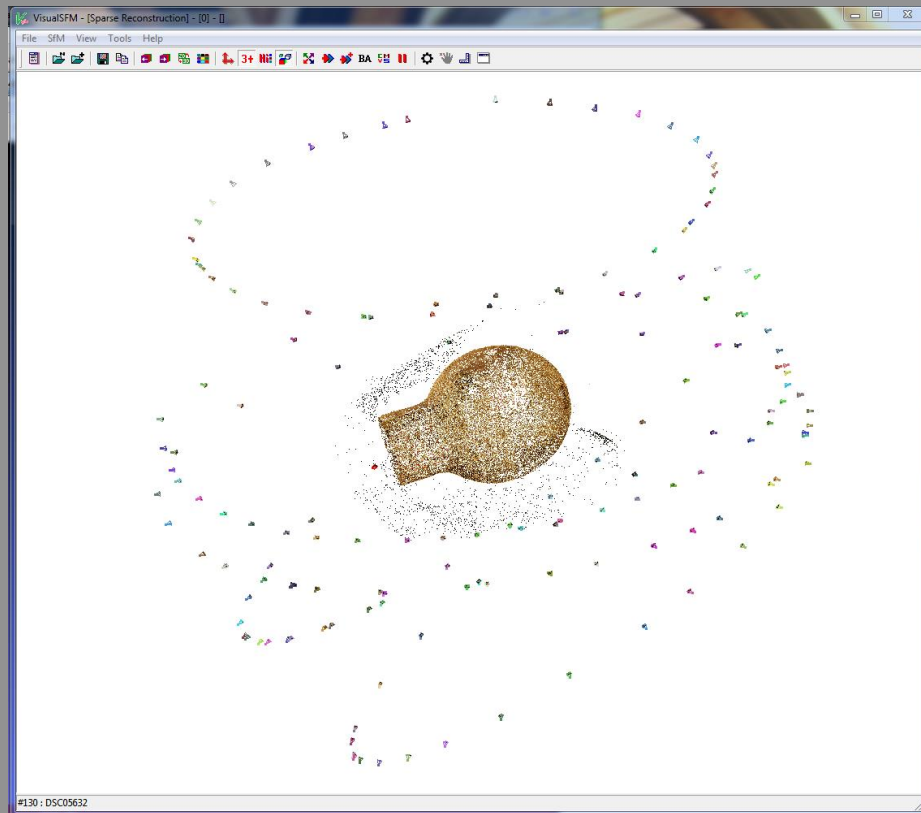 VisualSFM - [Sparse Reconstruction] - [0] - []
File SfM View Tools Help
3+ BA
#130 : DSC05632